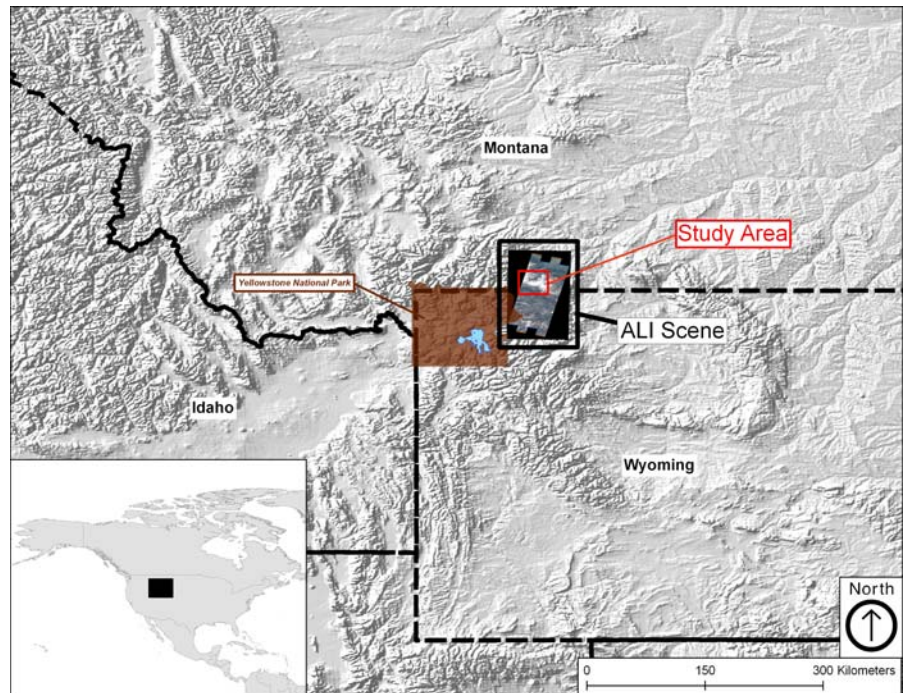 Montana
Study Area
Yellowstone National Park
ALI Scene
Idaho
Wyoming
North
0 150 300 Kilometers